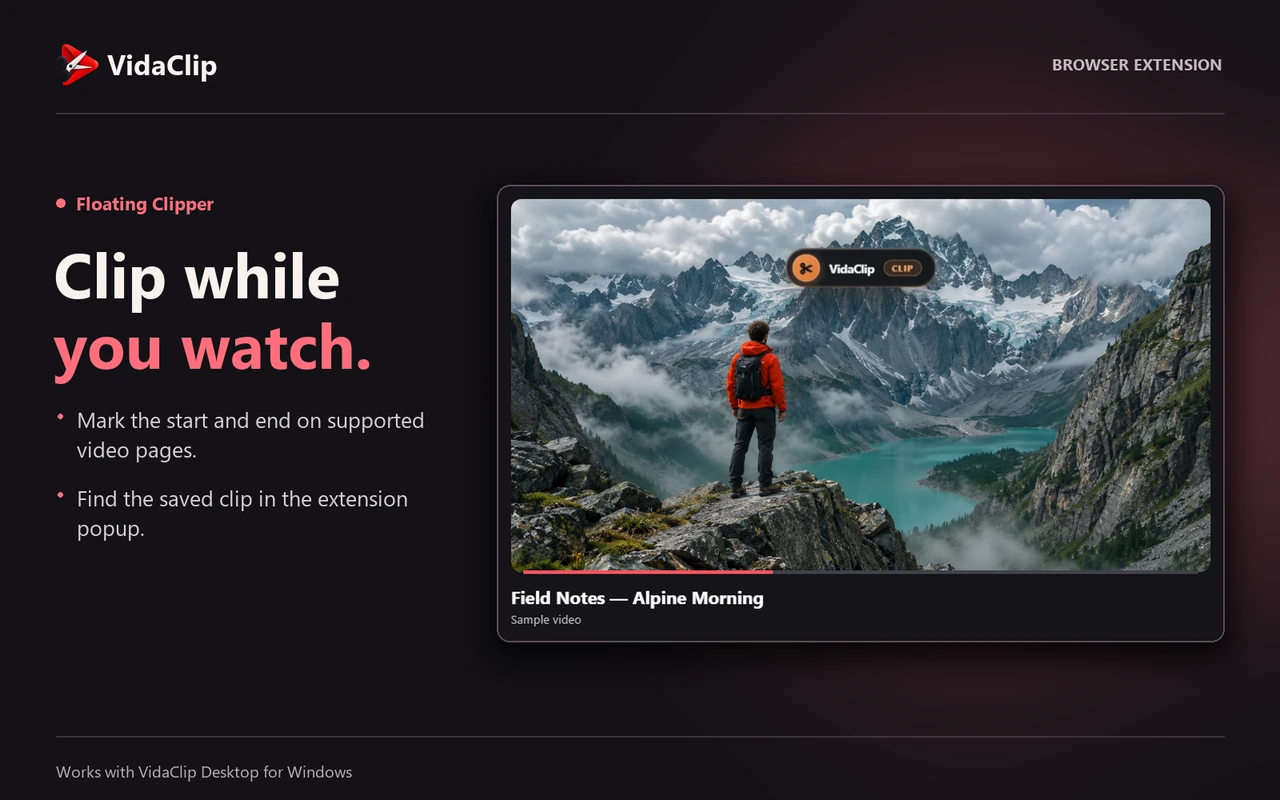 VidaClip
BROWSER EXTENSION
Floating Clipper
Clip while
you watch.
Mark the start and end on supported
video pages.
Find the saved clip in the extension
popup.
VidaClip CLIP
Field Notes — Alpine Morning
Sample video
Works with VidaClip Desktop for Windows